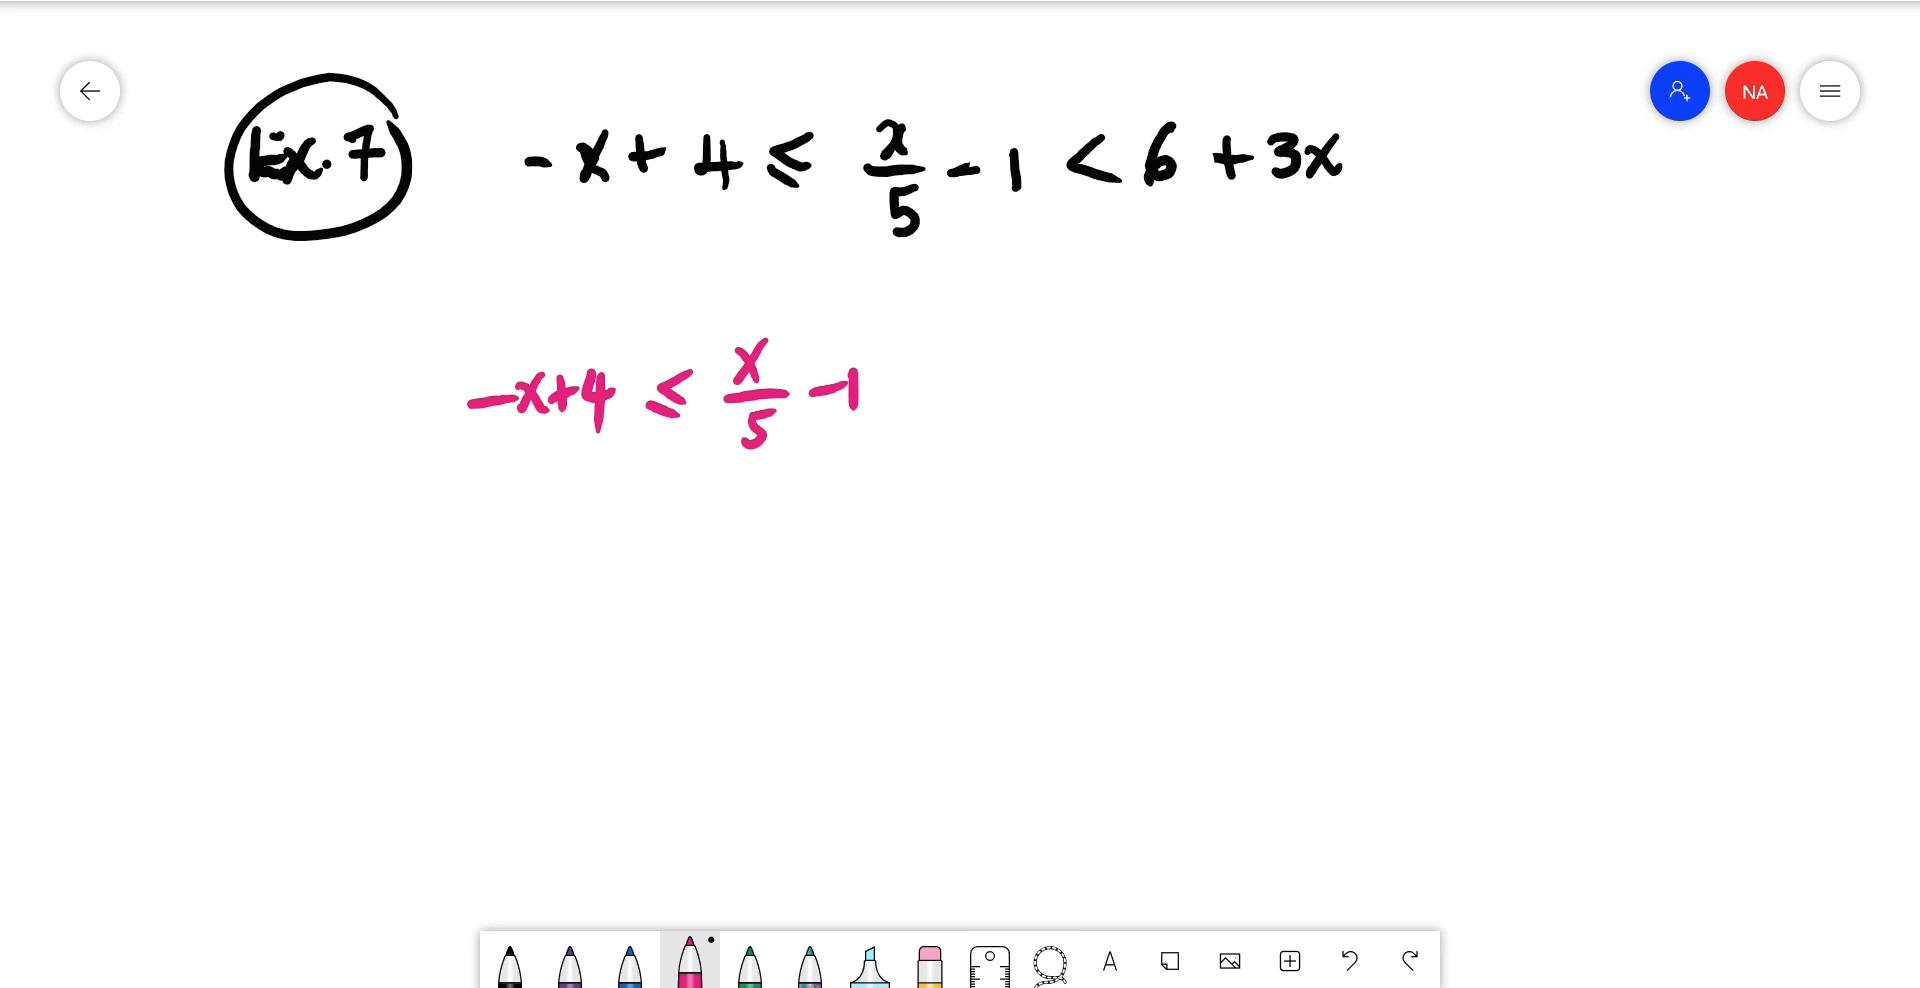 NA
Ex. 7 -x + 4 ≤ x/5 - 1 < 6 + 3x
-x+4 ≤ x/5 -1
A